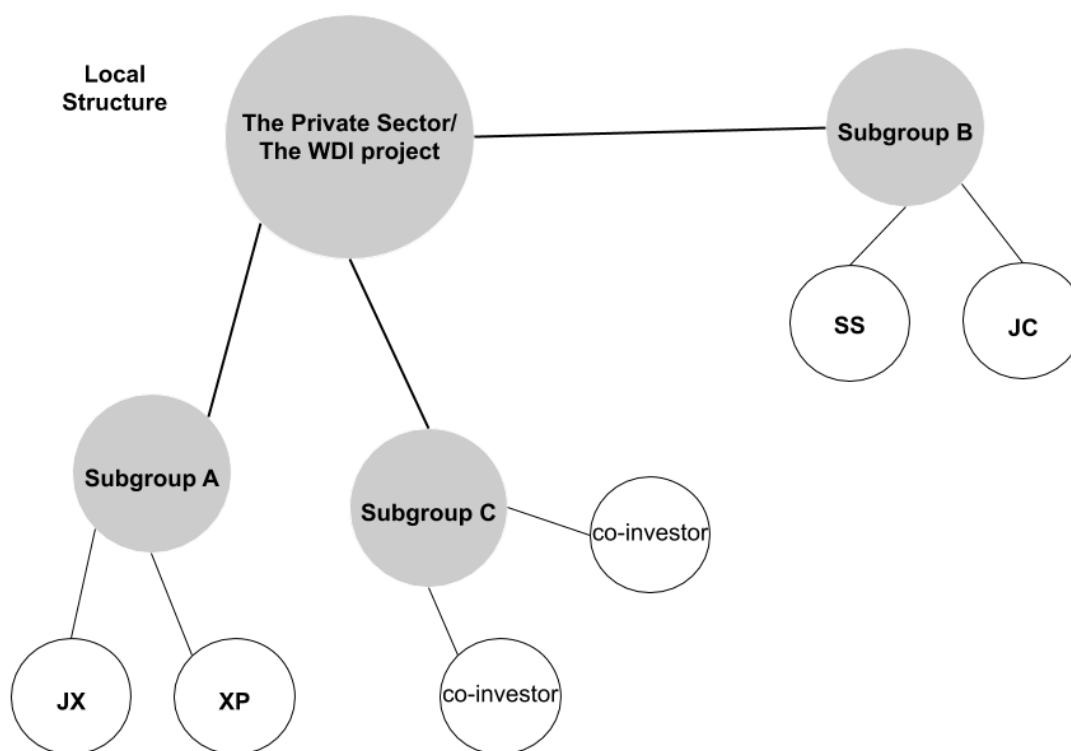 Local
Structure
The Private Sector/
The WDI project
Subgroup B
SS
JC
Subgroup A
Subgroup C
co-investor
JX
XP
co-investor